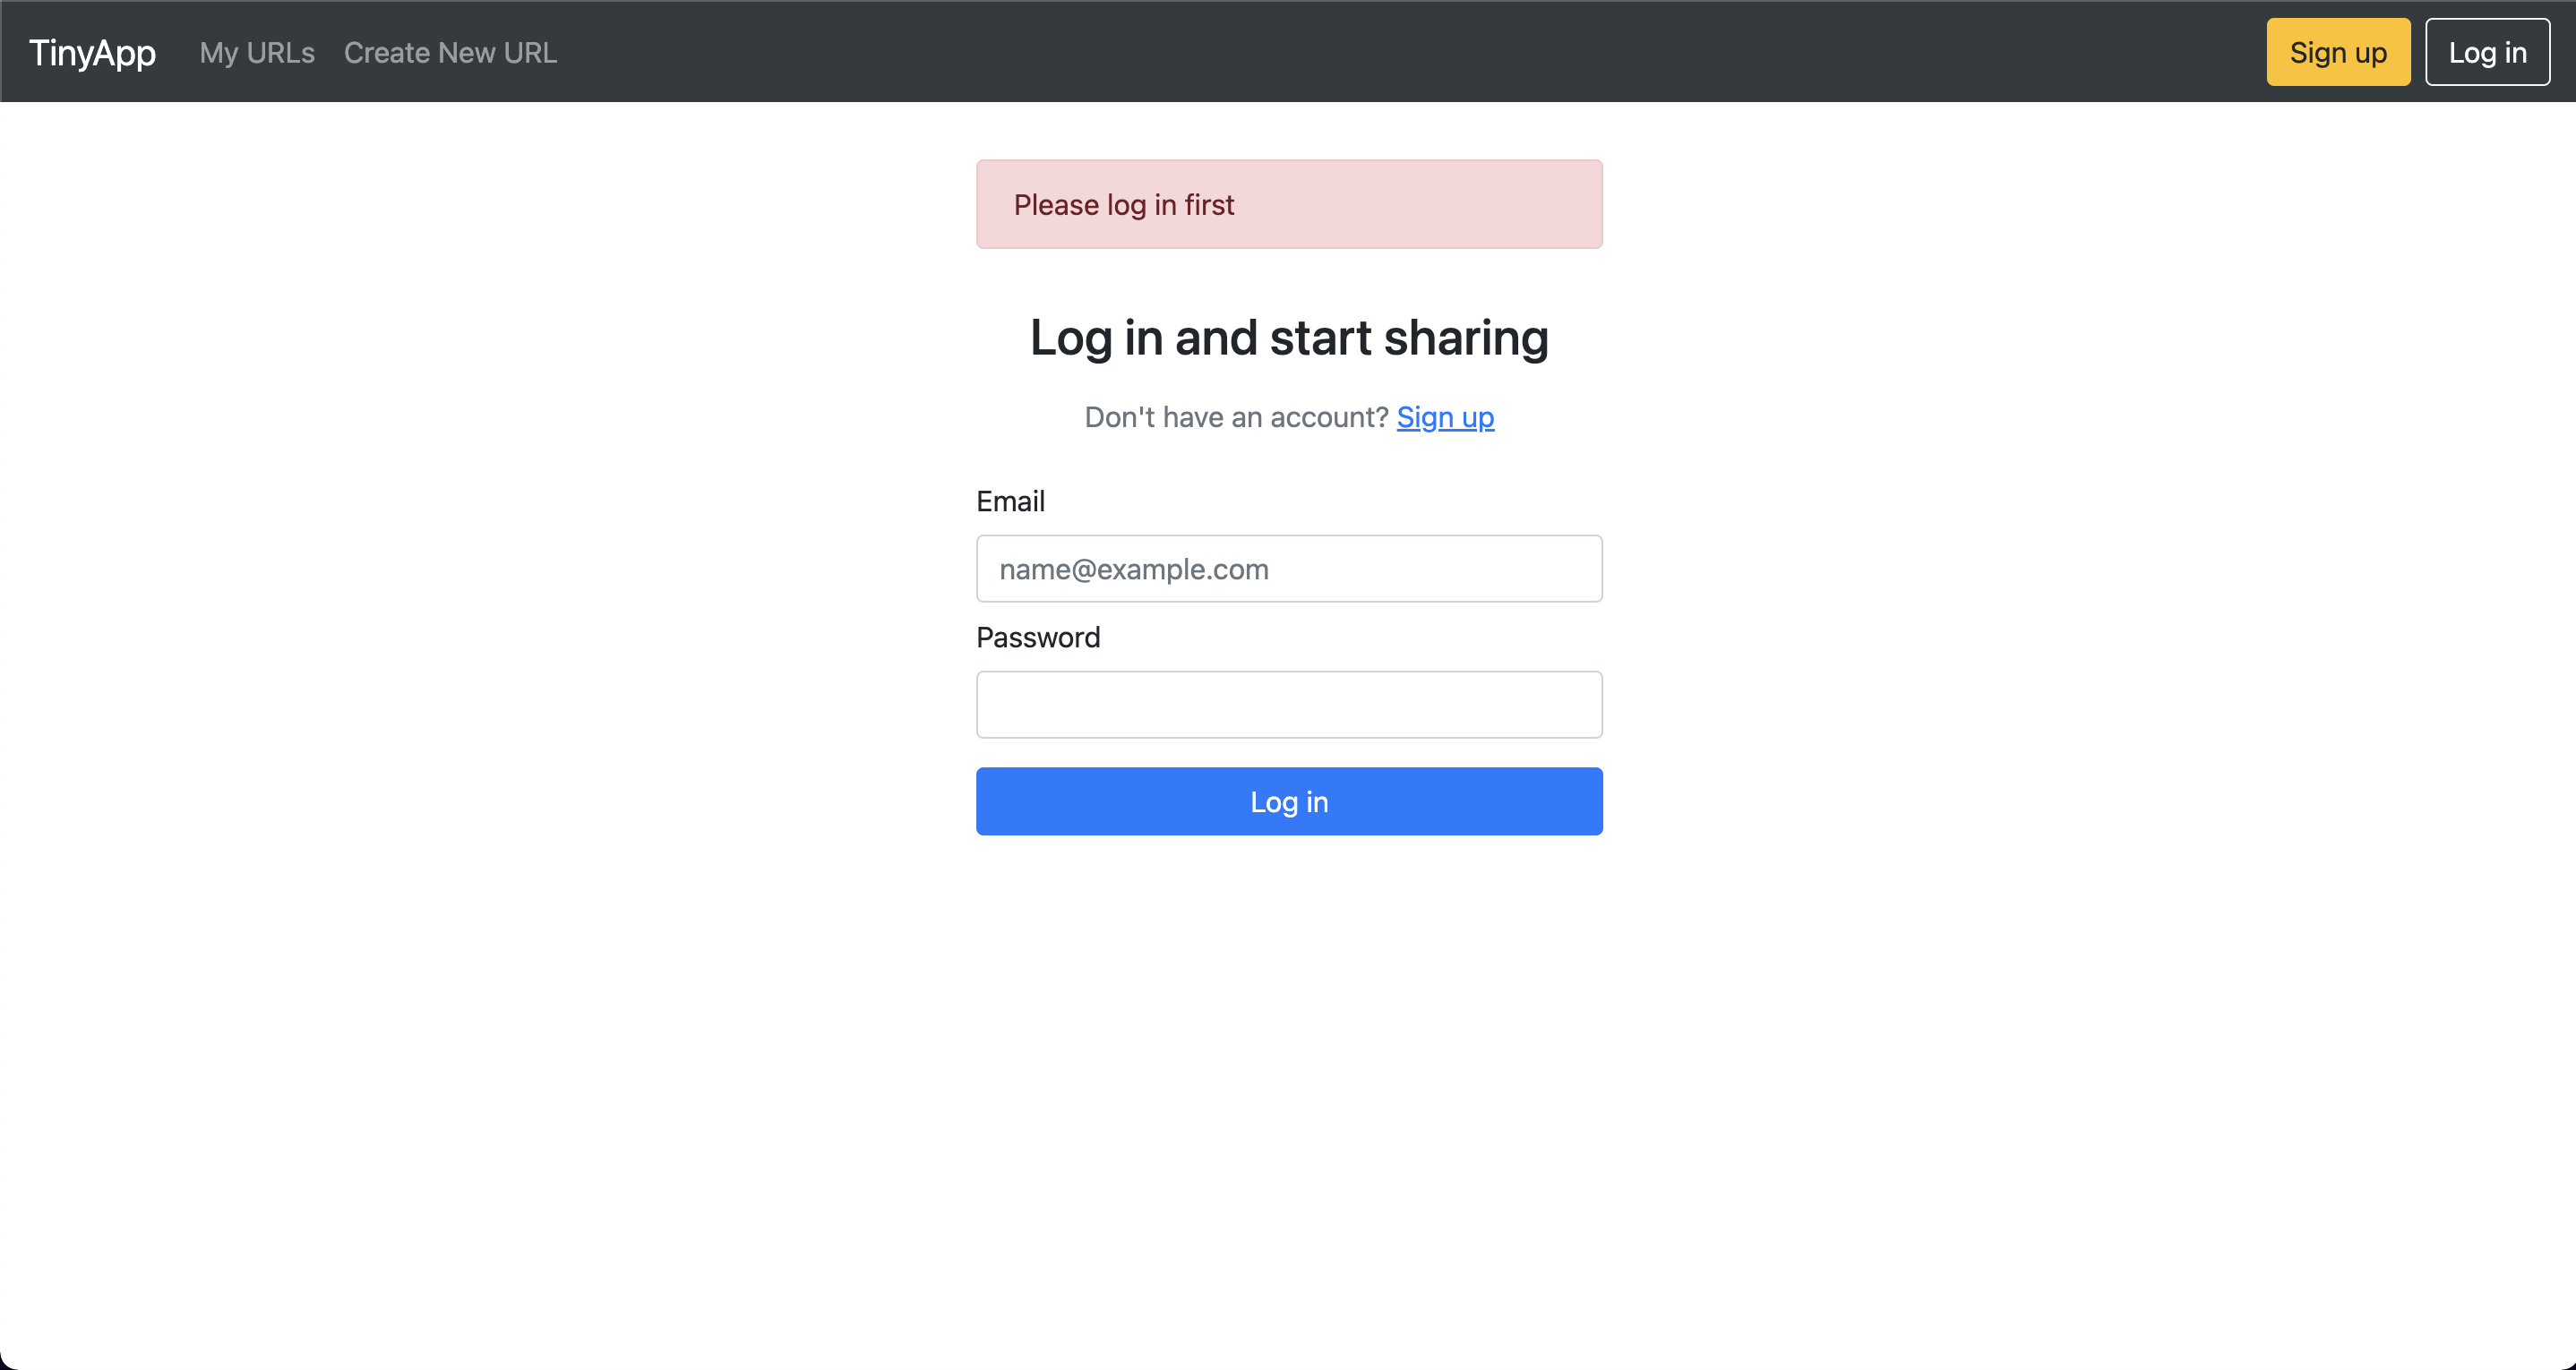 TinyApp My URLs Create New URL Sign up Log in
Please log in first
Log in and start sharing
Don't have an account? Sign up
Email
name@example.com
Password
Log in